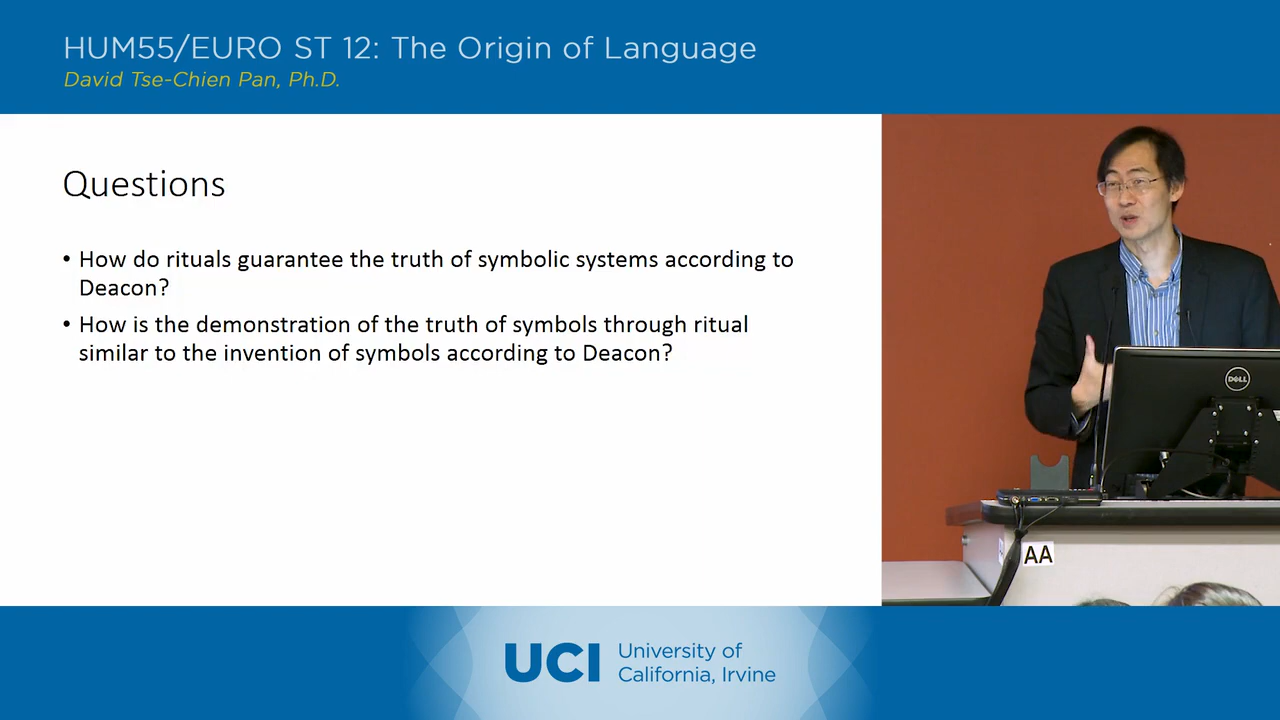 HUM55/EURO ST 12: The Origin of Language
David Tse-Chien Pan, Ph.D.
Questions
• How do rituals guarantee the truth of symbolic systems according to
Deacon?
• How is the demonstration of the truth of symbols through ritual
similar to the invention of symbols according to Deacon?
DELL
AA
UCI
University of
California, Irvine